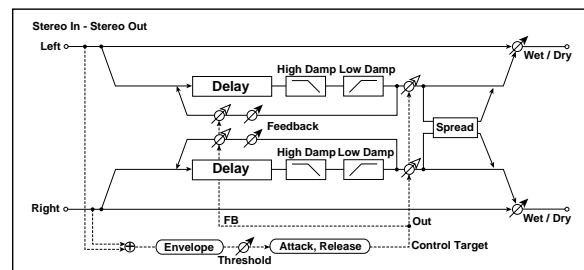 Stereo In - Stereo Out
Left
Wet / Dry
High Damp Low Damp
Delay
Feedback
Spread
High Damp Low Damp
Delay
Right
FB
Out
Wet / Dry
Envelope
Threshold
Attack, Release
Control Target